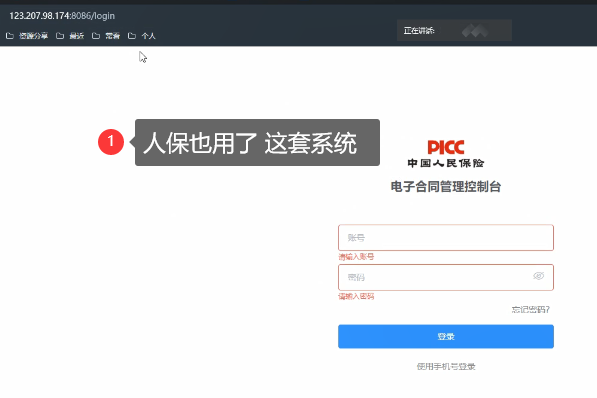 123.207.98.174:8086/login
资源分享 最近 常看 个人
正在讲话:
1 人保也用了 这套系统
PICC
中国人民保险
电子合同管理控制台
账号
请输入账号
密码
请输入密码
忘记密码?
登录
使用手机号登录